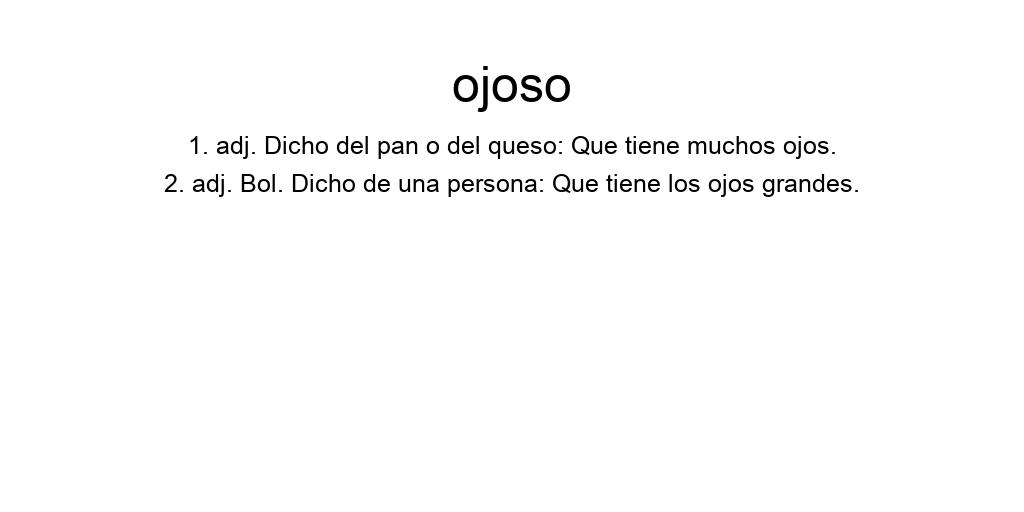 ojoso
1. adj. Dicho del pan o del queso: Que tiene muchos ojos.
2. adj. Bol. Dicho de una persona: Que tiene los ojos grandes.